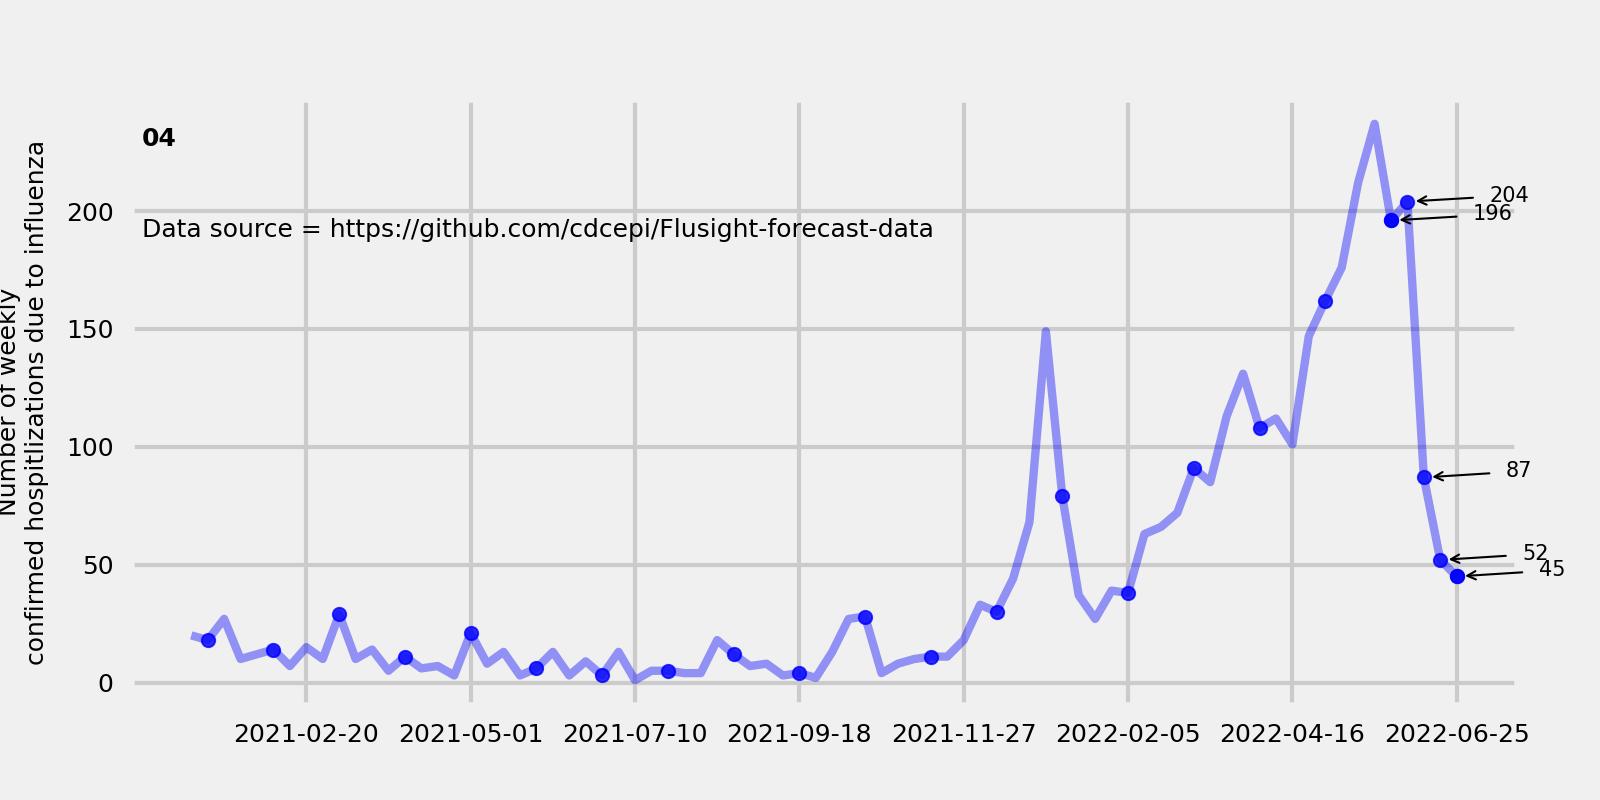 04
Data source = https://github.com/cdcepi/Flusight-forecast-data
Number of weekly
confirmed hospitlizations due to influenza
200
150
100
50
0
204
196
87
52
45
2021-02-20 2021-05-01 2021-07-10 2021-09-18 2021-11-27 2022-02-05 2022-04-16 2022-06-25